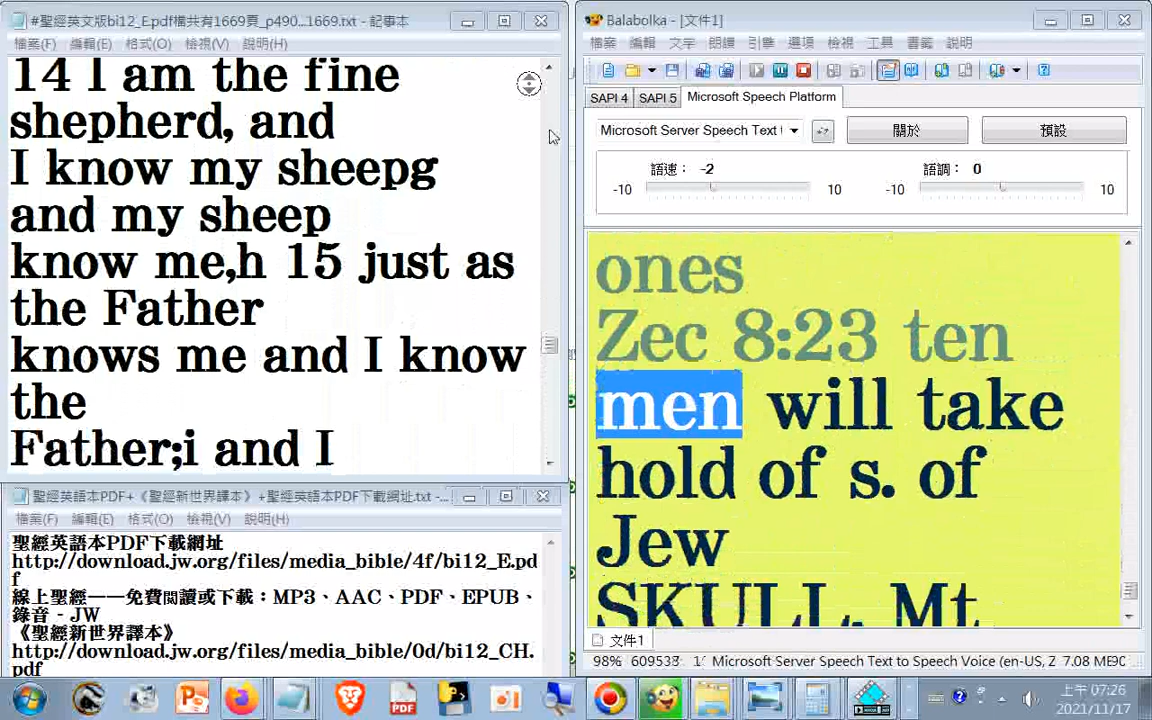 #聖經英文版bi12_E.pdf橫共有1669頁_p490...1669.txt - 記事本
檔案(F) 編輯(E) 格式(O) 檢視(V) 說明(H)
14 I am the fine
shepherd, and
I know my sheepg
and my sheep
know me,h 15 just as
the Father
knows me and I know
the
Father;i and I
聖經英語本PDF+《聖經新世界譯本》+聖經英語本PDF下載網址.txt -...
檔案(F) 編輯(E) 格式(O) 檢視(V) 說明(H)
聖經英語本PDF下載網址
http://download.jw.org/files/media_bible/4f/bi12_E.pd
f
線上聖經——免費閱讀或下載：MP3、AAC、PDF、EPUB、
錄音 - JW
《聖經新世界譯本》
http://download.jw.org/files/media_bible/0d/bi12_CH.
pdf
Balabolka - [文件1]
檔案 編輯 文字 朗讀 引擎 選項 檢視 工具 書籤 說明
SAPI 4 SAPI 5 Microsoft Speech Platform
Microsoft Server Speech Text 關於 預設
語速： -2 語調： 0
-10 10 -10 10
ones
Zec 8:23 ten
men will take
hold of s. of
Jew
SKULL, Mt
文件1
98% 609533 Microsoft Server Speech Text to Speech Voice (en-US, Z 7.08 ME
上午 07:26
2021/11/17